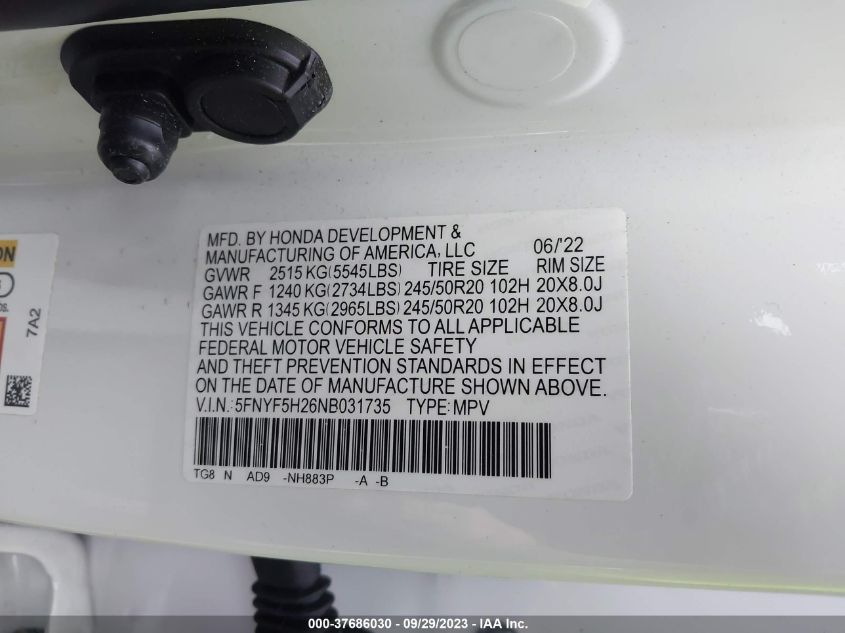 MFD. BY HONDA DEVELOPMENT &
MANUFACTURING OF AMERICA, LLC 06/'22
GVWR 2515 KG(5545LBS) TIRE SIZE RIM SIZE
GAWR F 1240 KG(2734LBS) 245/50R20 102H 20X8.0J
GAWR R 1345 KG(2965LBS) 245/50R20 102H 20X8.0J
THIS VEHICLE CONFORMS TO ALL APPLICABLE
FEDERAL MOTOR VEHICLE SAFETY
AND THEFT PREVENTION STANDARDS IN EFFECT
ON THE DATE OF MANUFACTURE SHOWN ABOVE.
V.I.N.: 5FNYF5H26NB031735 TYPE: MPV
TG8 N AD9 -NH883P -A -B
7A2
000-37686030 - 09/29/2023 - IAA Inc.